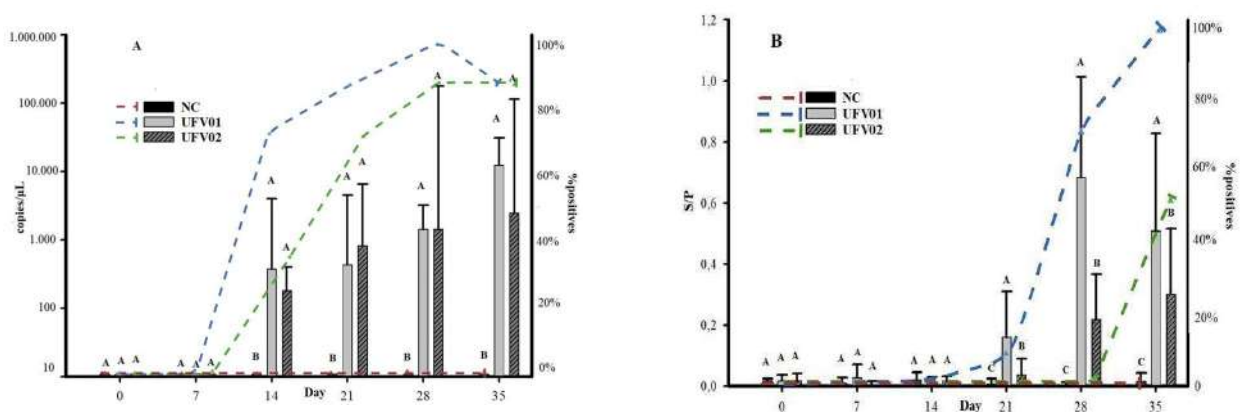 A
1.000.000
100.000
10.000
1.000
100
10
copies/µL
100%
80%
60%
40%
20%
0%
%positives
NC
UFV01
UFV02
A A A
A A A
B A A
B A A
B A A
B A A
0 7 14 21 28 35
Day
B
1,2
1,0
0,8
0,6
0,4
0,2
0,0
S/P
100%
80%
60%
40%
20%
0
%positives
NC
UFV01
UFV02
A A A
A A A
A A A
C A B
C A B
C A B
0 7 14 21 28 35
Day